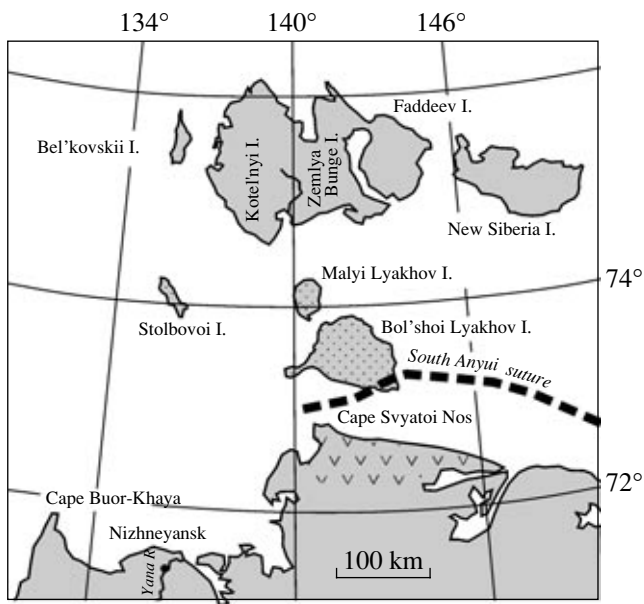 134° 140° 146°
Faddeev I.
Bel’kovskii I.
Kotel'nyi I.
Zemlya
Bunge I.
New Siberia I.
Malyi Lyakhov I.
74°
Stolbovoi I.
Bol’shoi Lyakhov I.
South Anyui suture
Cape Svyatoi Nos
72°
Cape Buor-Khaya
Nizhneyansk
Yana R.
100 km